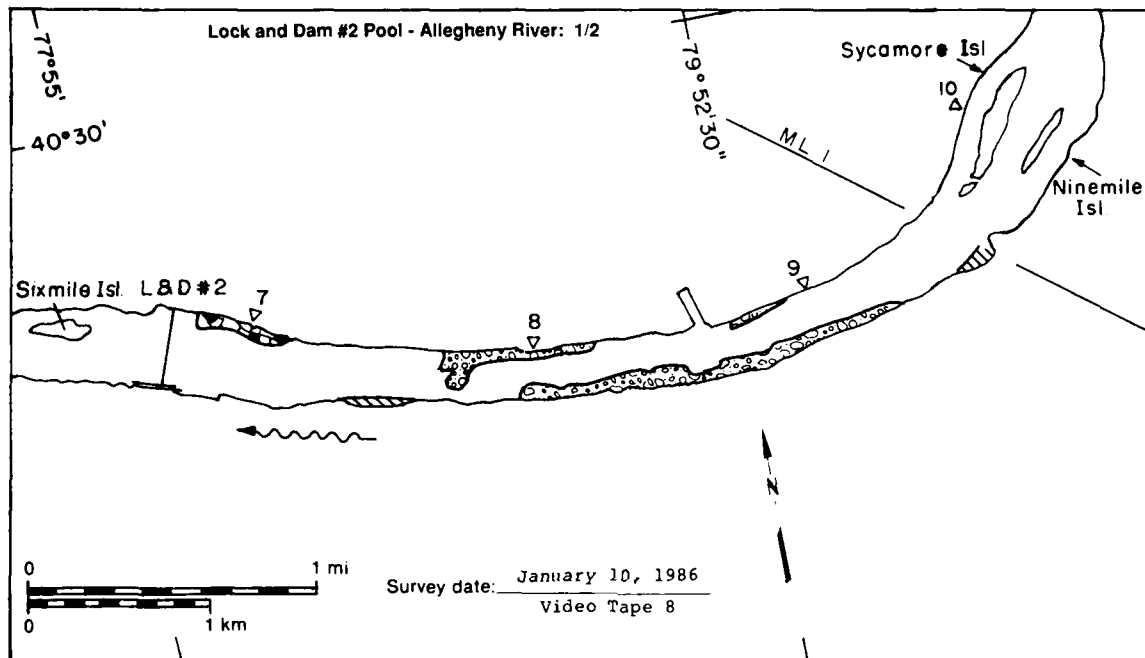 Lock and Dam #2 Pool - Allegheny River: 1/2
77°55'
40°30'
79°52'30"
ML 1
Sycamore Isl
10
Ninemile
Isl.
9
Sixmile Isl. L&D #2
7
8
N
0 1 mi
0 1 km
Survey date: January 10, 1986
Video Tape 8